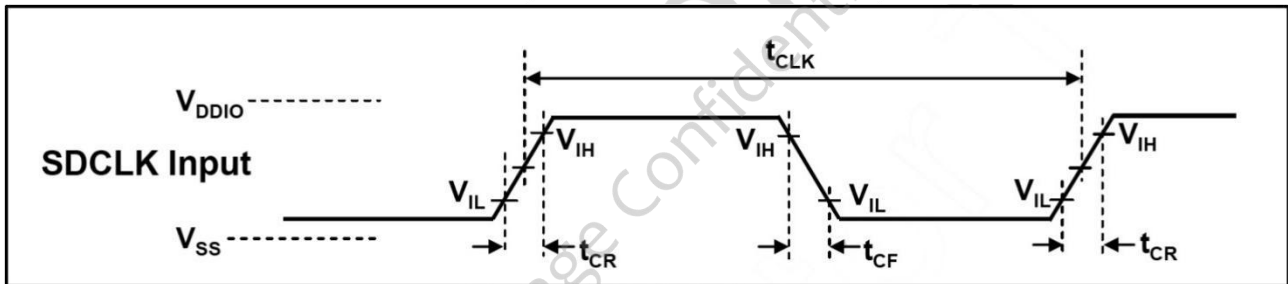 tCLK
VDDIO
VIH VIH VIH
SDCLK Input
VIL VIL VIL
VSS
tCR tCF tCR